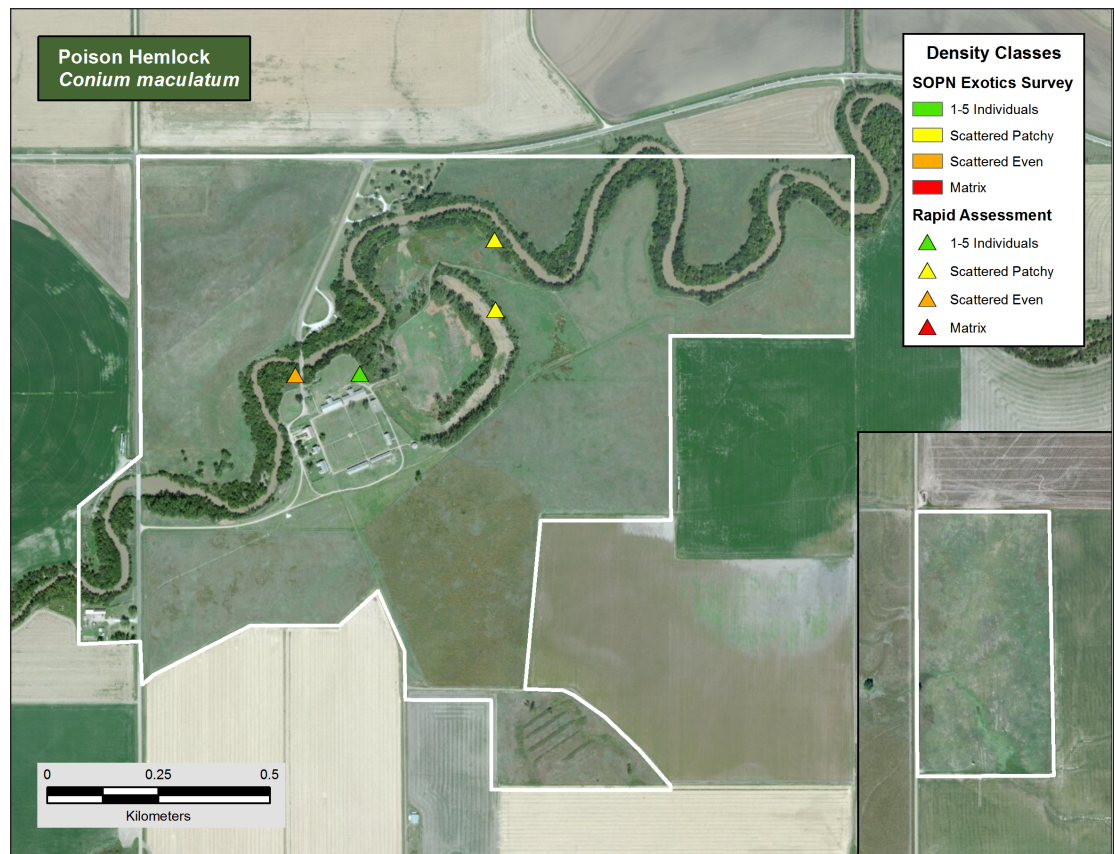 Poison Hemlock
Conium maculatum
Density Classes
SOPN Exotics Survey
1-5 Individuals
Scattered Patchy
Scattered Even
Matrix
Rapid Assessment
1-5 Individuals
Scattered Patchy
Scattered Even
Matrix
0 0.25 0.5
Kilometers